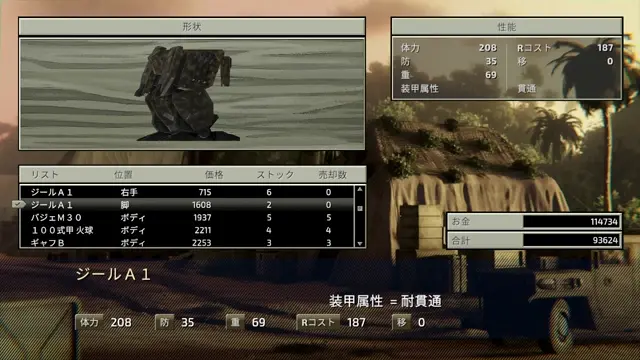 形状
性能
体力 208 Rコスト 187
防 35 移 0
重 69
装甲属性 貫通
リスト 位置 価格 ストック 売却数
ジールA1 右手 715 6 0
ジールA1 脚 1608 2 0
バジェM30 ボディ 1937 5 5
100式甲 火球 ボディ 2211 4 4
ギャフB ボディ 2253 3 3
お金 114734
合計 93624
ジールA1
装甲属性 =耐貫通
体力 208 防 35 重 69 Rコスト 187 移 0